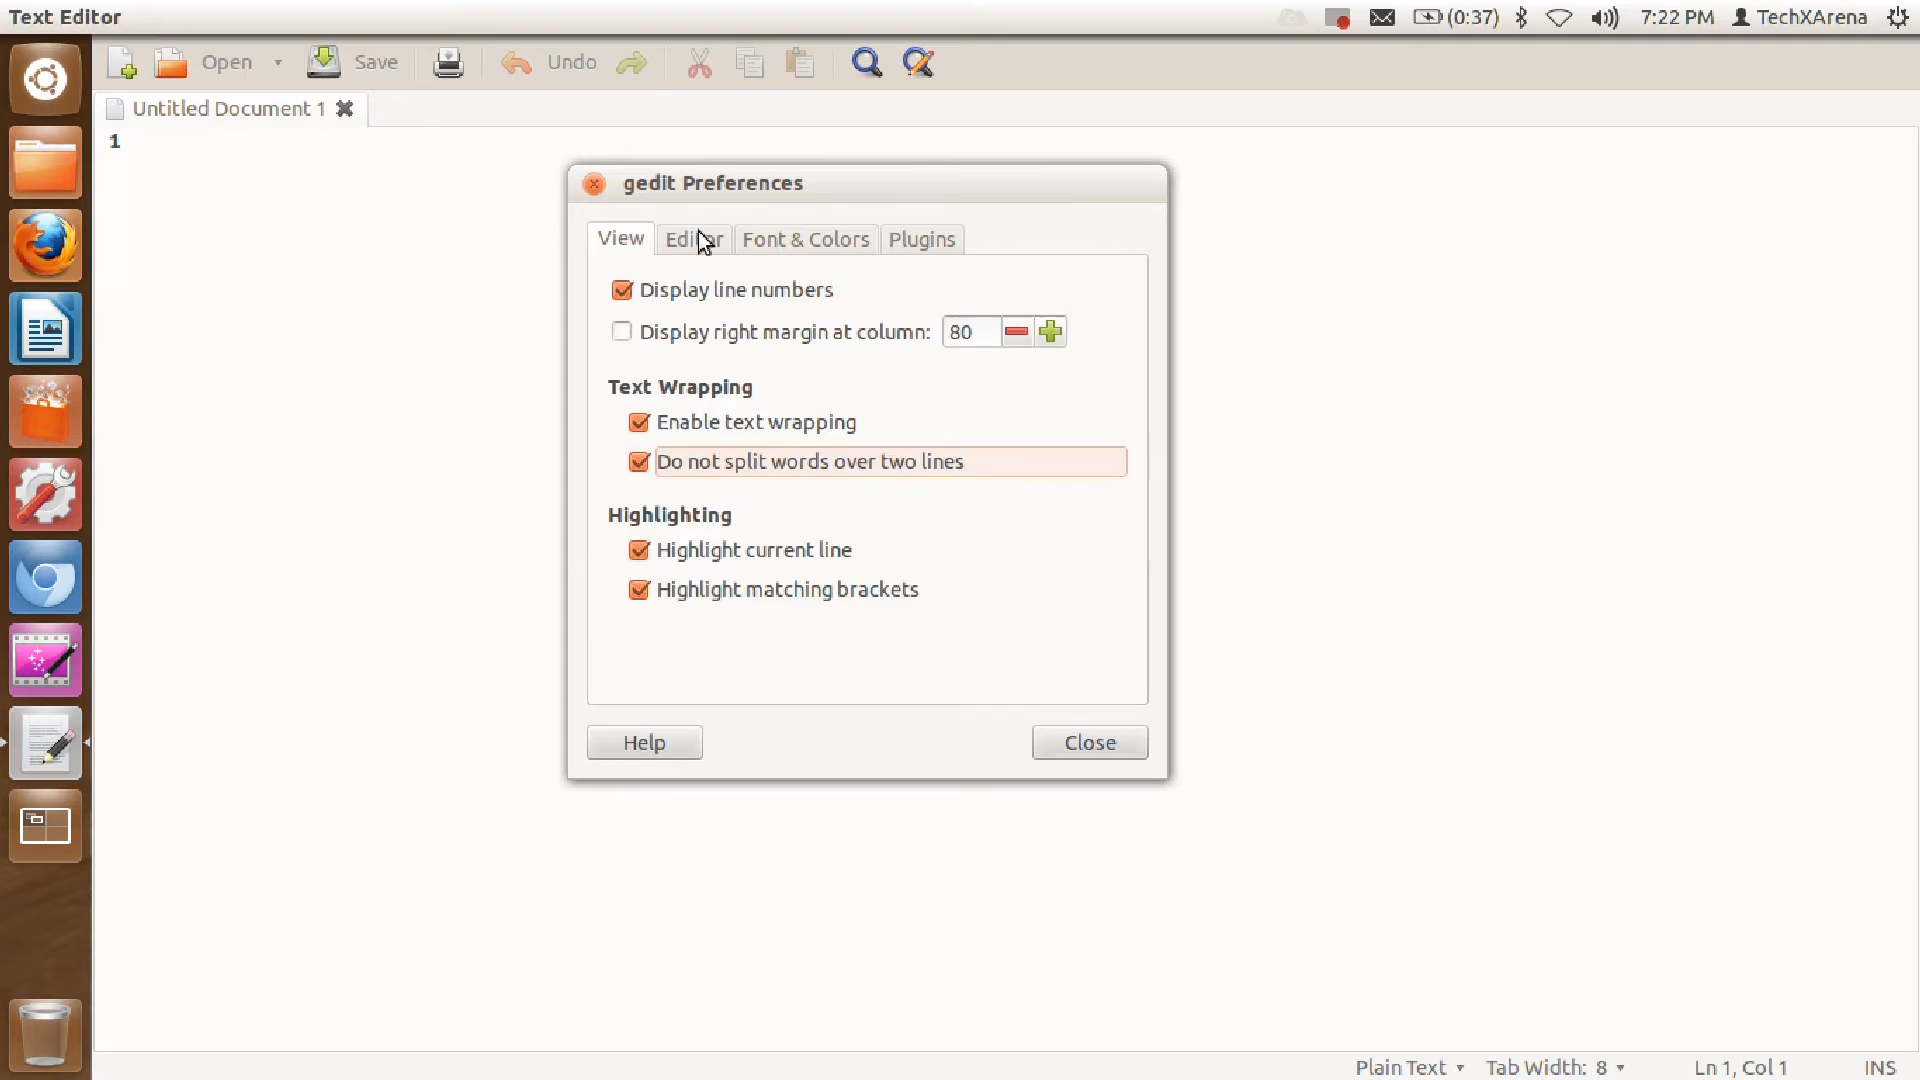 Text Editor
(0:37)
7:22 PM
TechXArena
Open
Save
Undo
Untitled Document 1
1
gedit Preferences
View
Editor
Font & Colors
Plugins
Display line numbers
Display right margin at column:
80
Text Wrapping
Enable text wrapping
Do not split words over two lines
Highlighting
Highlight current line
Highlight matching brackets
Help
Close
Plain Text
Tab Width: 8
Ln 1, Col 1
INS